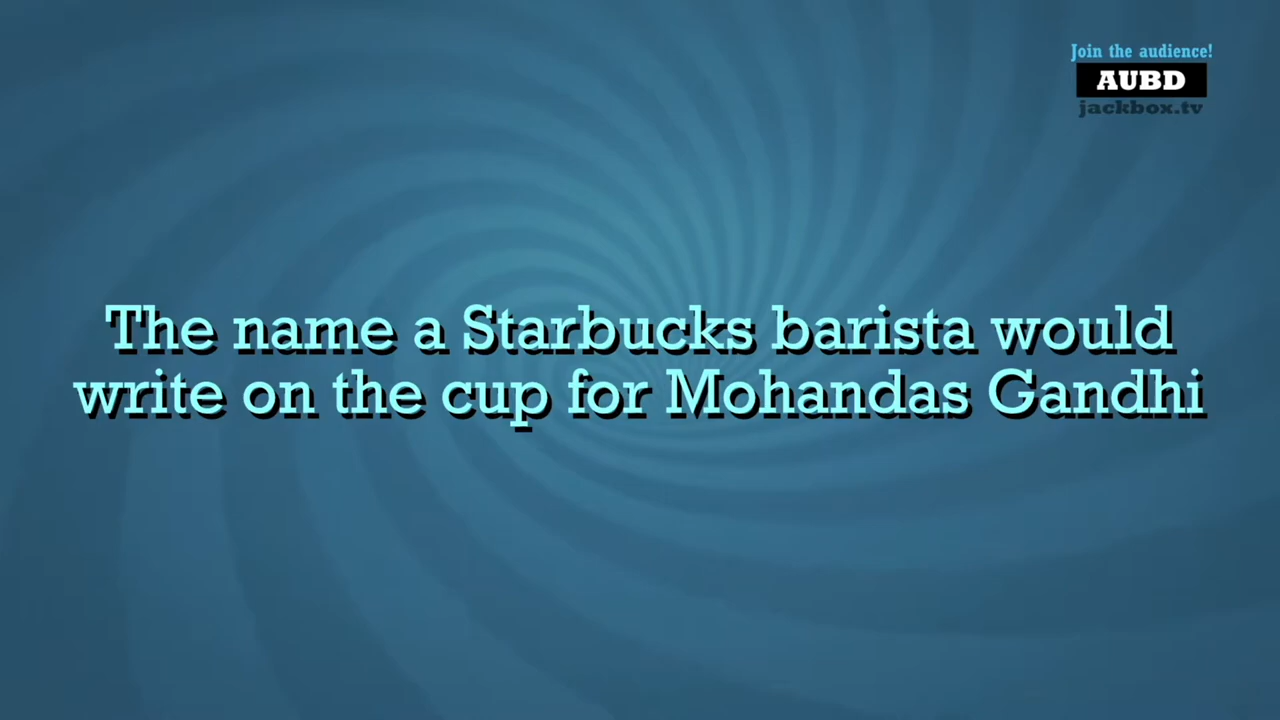 Join the audience!
AUBD
jackbox.tv
The name a Starbucks barista would
write on the cup for Mohandas Gandhi